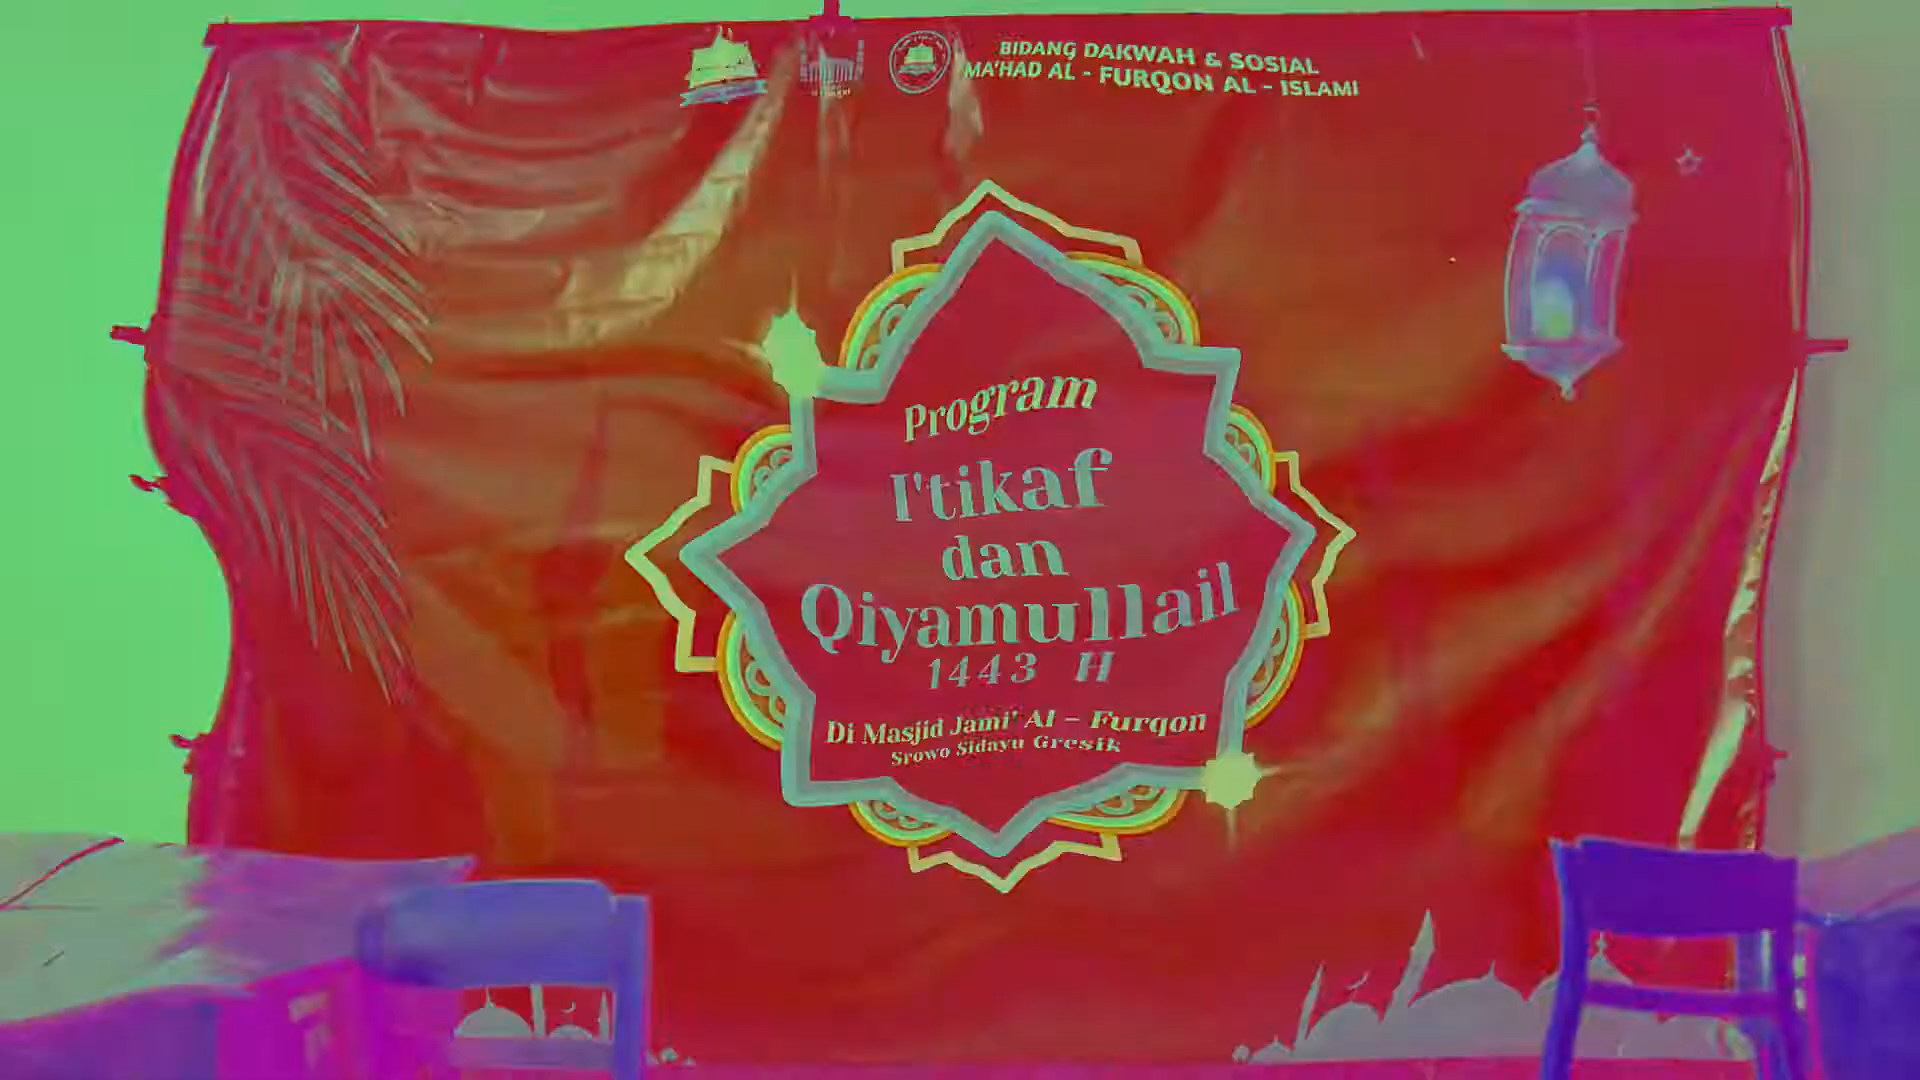 BIDANG DAKWAH & SOSIAL
MA'HAD AL - FURQON AL - ISLAMI
Program
I'tikaf
dan
Qiyamullail
1443 H
Di Masjid Jami' Al - Furqon
Srowo Sidayu Gresik